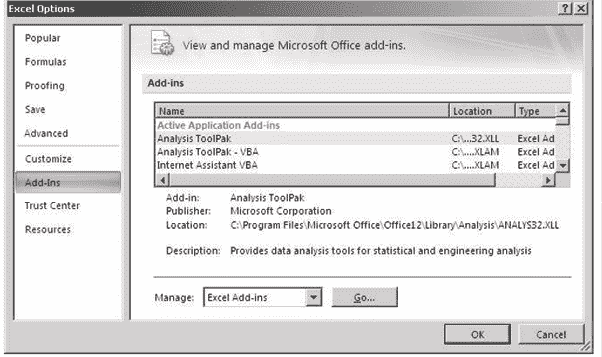 Excel Options
Popular
Formulas
Proofing
Save
Advanced
Customize
Add-Ins
Trust Center
Resources
View and manage Microsoft Office add-ins.
Add-ins
Name Location Type
Active Application Add-ins
Analysis ToolPak C:\...32.XLL Excel Ad
Analysis ToolPak - VBA C:\....XLAM Excel Ad
Internet Assistant VBA C:\....XLAM Excel Ad
Add-in: Analysis ToolPak
Publisher: Microsoft Corporation
Location: C:\Program Files\Microsoft Office\Office12\Library\Analysis\ANALYS32.XLL
Description: Provides data analysis tools for statistical and engineering analysis
Manage: Excel Add-ins Go...
OK Cancel